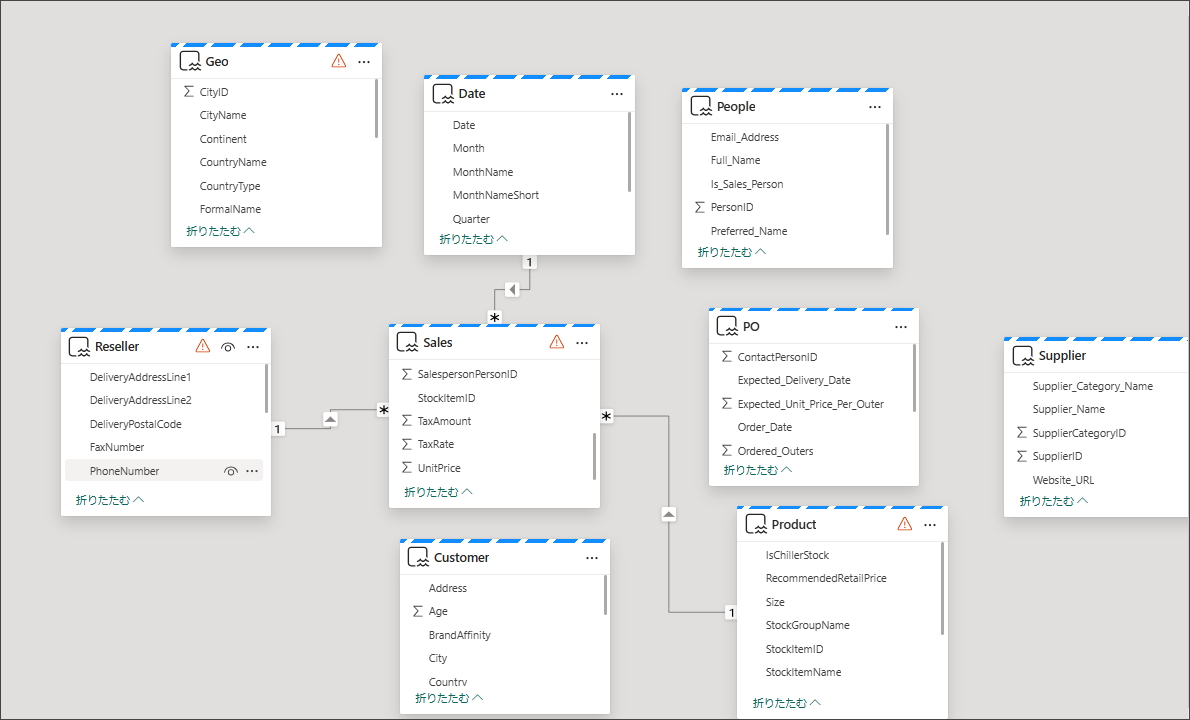 Geo
CityID
CityName
Continent
CountryName
CountryType
FormalName
折りたたむ
Date
Date
Month
MonthName
MonthNameShort
Quarter
折りたたむ
People
Email_Address
Full_Name
Is_Sales_Person
PersonID
Preferred_Name
折りたたむ
1
*
Reseller
DeliveryAddressLine1
DeliveryAddressLine2
DeliveryPostalCode
FaxNumber
PhoneNumber
折りたたむ
1
*
Sales
SalespersonPersonID
StockItemID
TaxAmount
TaxRate
UnitPrice
折りたたむ
*
PO
ContactPersonID
Expected_Delivery_Date
Expected_Unit_Price_Per_Outer
Order_Date
Ordered_Outers
折りたたむ
Supplier
Supplier_Category_Name
Supplier_Name
SupplierCategoryID
SupplierID
Website_URL
折りたたむ
Customer
Address
Age
BrandAffinity
City
Country
折りたたむ
1
Product
IsChillerStock
RecommendedRetailPrice
Size
StockGroupName
StockItemID
StockItemName
折りたたむ